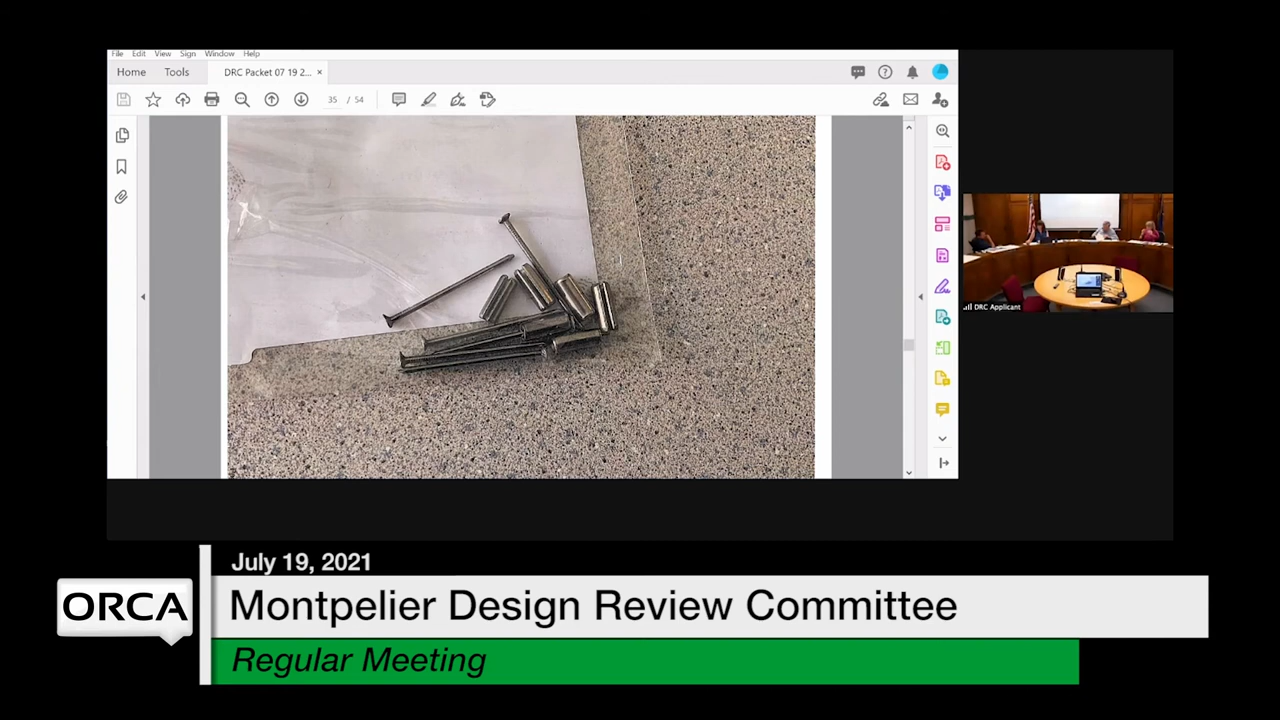 File Edit View Sign Window Help
Home Tools DRC Packet 07 19 2... ×
35 / 54
DRC Applicant
July 19, 2021
ORCA
Montpelier Design Review Committee
Regular Meeting